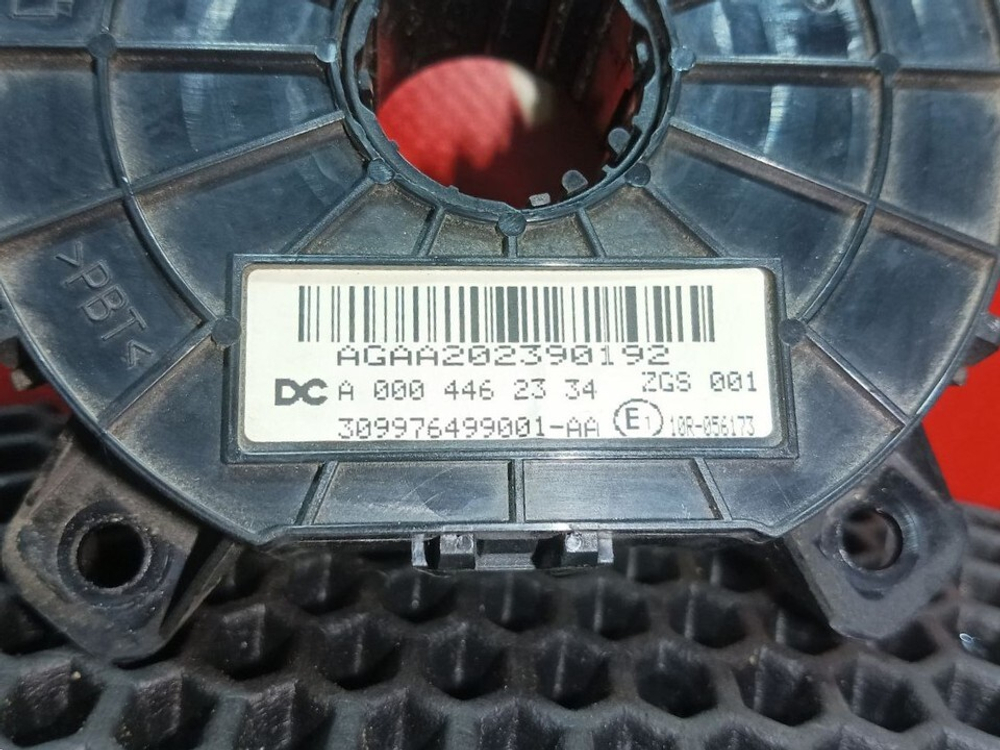 >PBT<
AGAA202390192
DC A 000 446 23 34 ZGS 001
309976499001-AA E1 10R-056173